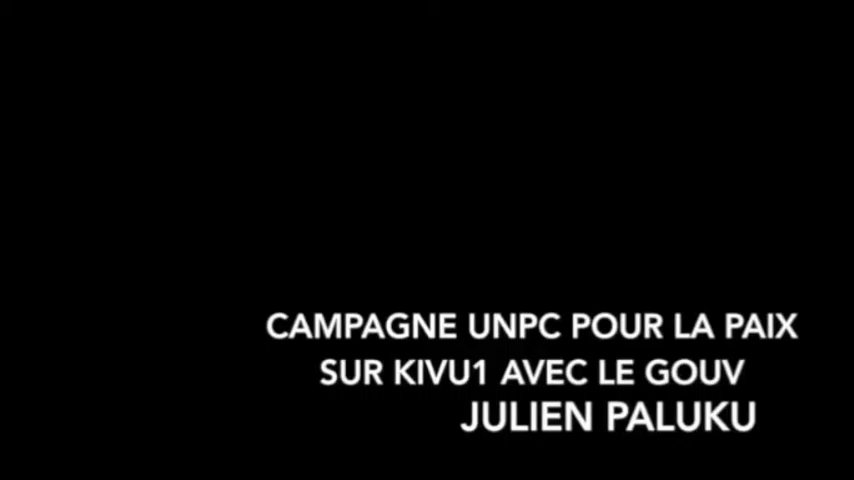 CAMPAGNE UNPC POUR LA PAIX
SUR KIVU1 AVEC LE GOUV
JULIEN PALUKU